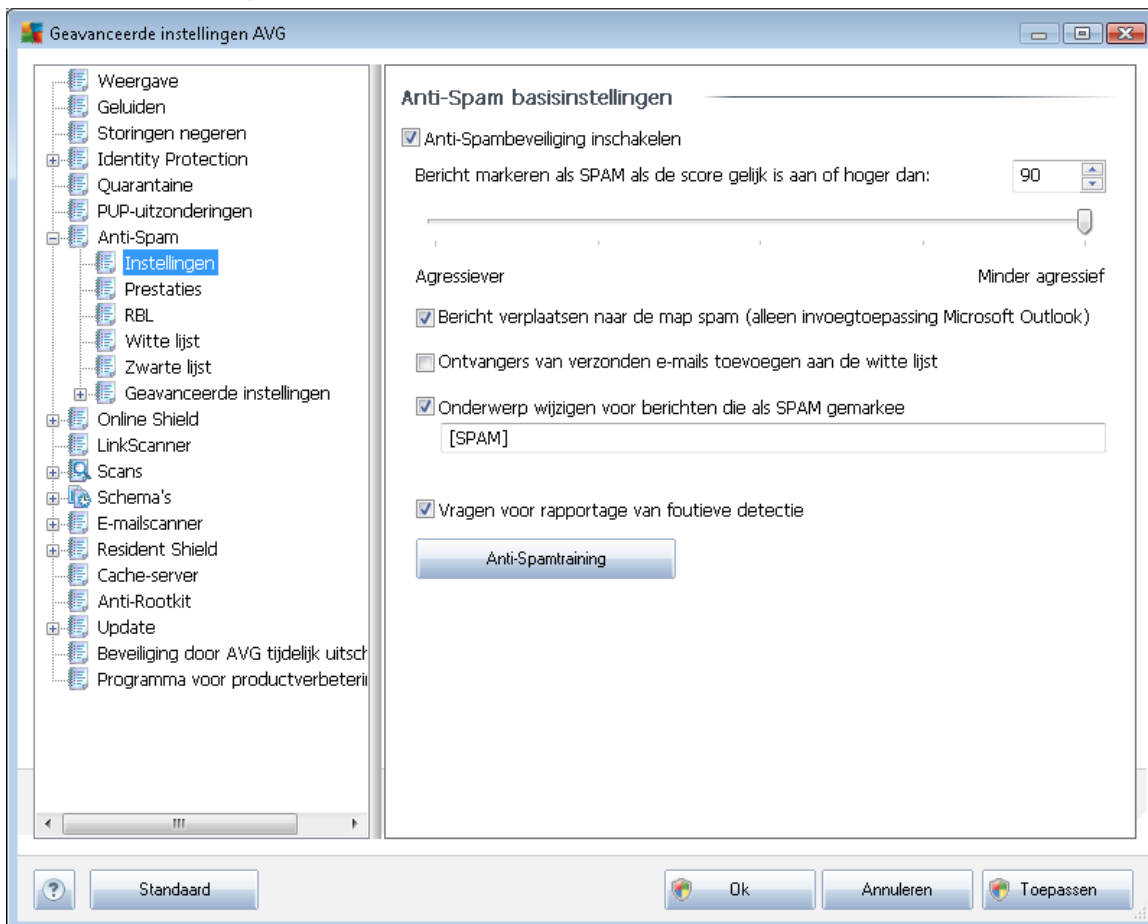 Geavanceerde instellingen AVG
Weergave
Geluiden
Storingen negeren
Identity Protection
Quarantaine
PUP-uitzonderingen
Anti-Spam
Instellingen
Prestaties
RBL
Witte lijst
Zwarte lijst
Geavanceerde instellingen
Online Shield
LinkScanner
Scans
Schema's
E-mailscanner
Resident Shield
Cache-server
Anti-Rootkit
Update
Beveiliging door AVG tijdelijk uitsch
Programma voor productverbeteri
Anti-Spam basisinstellingen
Anti-Spambeveiliging inschakelen
Bericht markeren als SPAM als de score gelijk is aan of hoger dan: 90
Agressiever Minder agressief
Bericht verplaatsen naar de map spam (alleen invoegtoepassing Microsoft Outlook)
Ontvangers van verzonden e-mails toevoegen aan de witte lijst
Onderwerp wijzigen voor berichten die als SPAM gemarkee
[SPAM]
Vragen voor rapportage van foutieve detectie
Anti-Spamtraining
? Standaard Ok Annuleren Toepassen